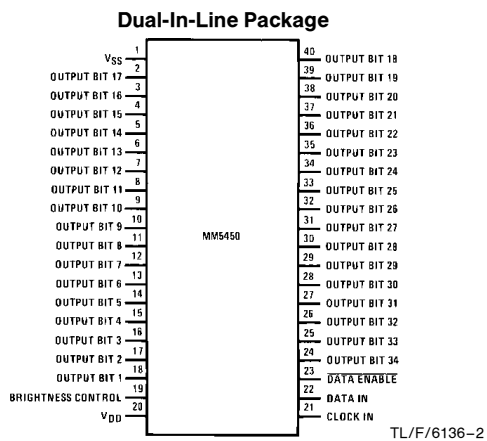 Dual-In-Line Package
1 40
VSS OUTPUT BIT 18
2 39
OUTPUT BIT 17 OUTPUT BIT 19
3 38
OUTPUT BIT 16 OUTPUT BIT 20
4 37
OUTPUT BIT 15 OUTPUT BIT 21
5 36
OUTPUT BIT 14 OUTPUT BIT 22
6 35
OUTPUT BIT 13 OUTPUT BIT 23
7 34
OUTPUT BIT 12 OUTPUT BIT 24
8 33
OUTPUT BIT 11 OUTPUT BIT 25
9 32
OUTPUT BIT 10 OUTPUT BIT 26
10 31
OUTPUT BIT 9 OUTPUT BIT 27
11 MM5450 30
OUTPUT BIT 8 OUTPUT BIT 28
12 29
OUTPUT BIT 7 OUTPUT BIT 29
13 28
OUTPUT BIT 6 OUTPUT BIT 30
14 27
OUTPUT BIT 5 OUTPUT BIT 31
15 26
OUTPUT BIT 4 OUTPUT BIT 32
16 25
OUTPUT BIT 3 OUTPUT BIT 33
17 24
OUTPUT BIT 2 OUTPUT BIT 34
18 23
OUTPUT BIT 1 DATA ENABLE
19 22
BRIGHTNESS CONTROL DATA IN
20 21
VDD CLOCK IN
TL/F/6136-2